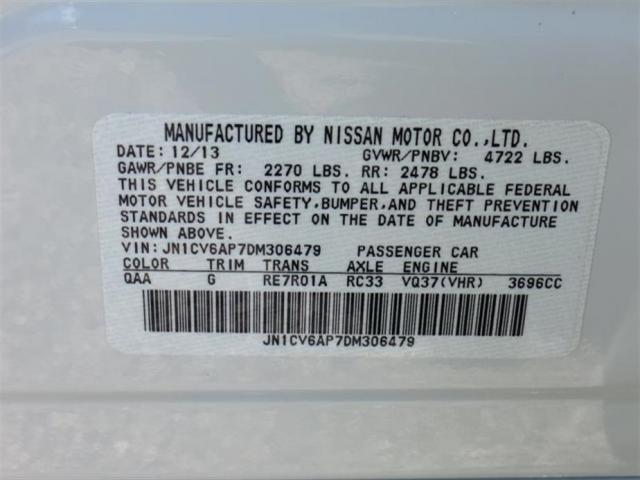 MANUFACTURED BY NISSAN MOTOR CO.,LTD.
DATE: 12/13 GVWR/PNBV: 4722 LBS.
GAWR/PNBE FR: 2270 LBS. RR: 2478 LBS.
THIS VEHICLE CONFORMS TO ALL APPLICABLE FEDERAL
MOTOR VEHICLE SAFETY,BUMPER,AND THEFT PREVENTION
STANDARDS IN EFFECT ON THE DATE OF MANUFACTURE
SHOWN ABOVE.
VIN: JN1CV6AP7DM306479 PASSENGER CAR
COLOR TRIM TRANS AXLE ENGINE
QAA G RE7R01A RC33 VQ37(VHR) 3696CC
JN1CV6AP7DM306479